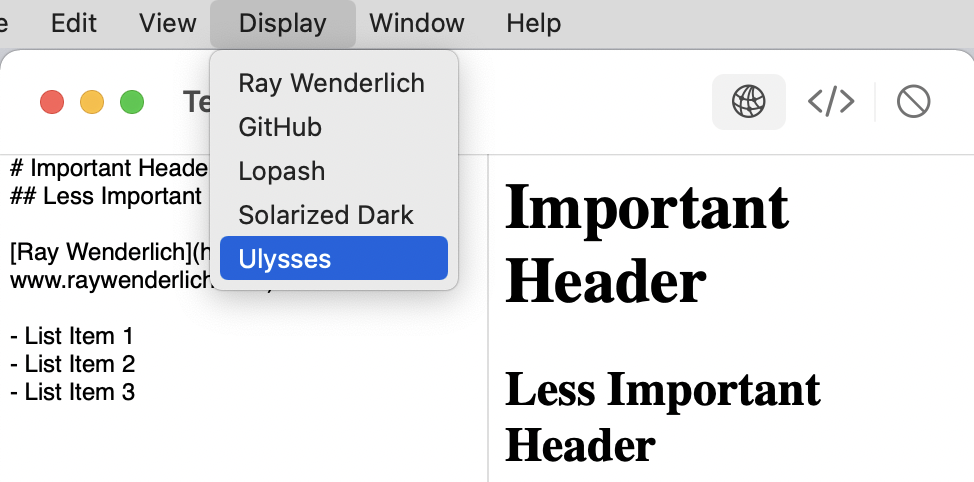 Edit View Display Window Help
Ray Wenderlich
GitHub
Lopash
Solarized Dark
Ulysses
# Important Heade
## Less Important
[Ray Wenderlich](h
www.raywenderlich
- List Item 1
- List Item 2
- List Item 3
Important
Header
Less Important
Header